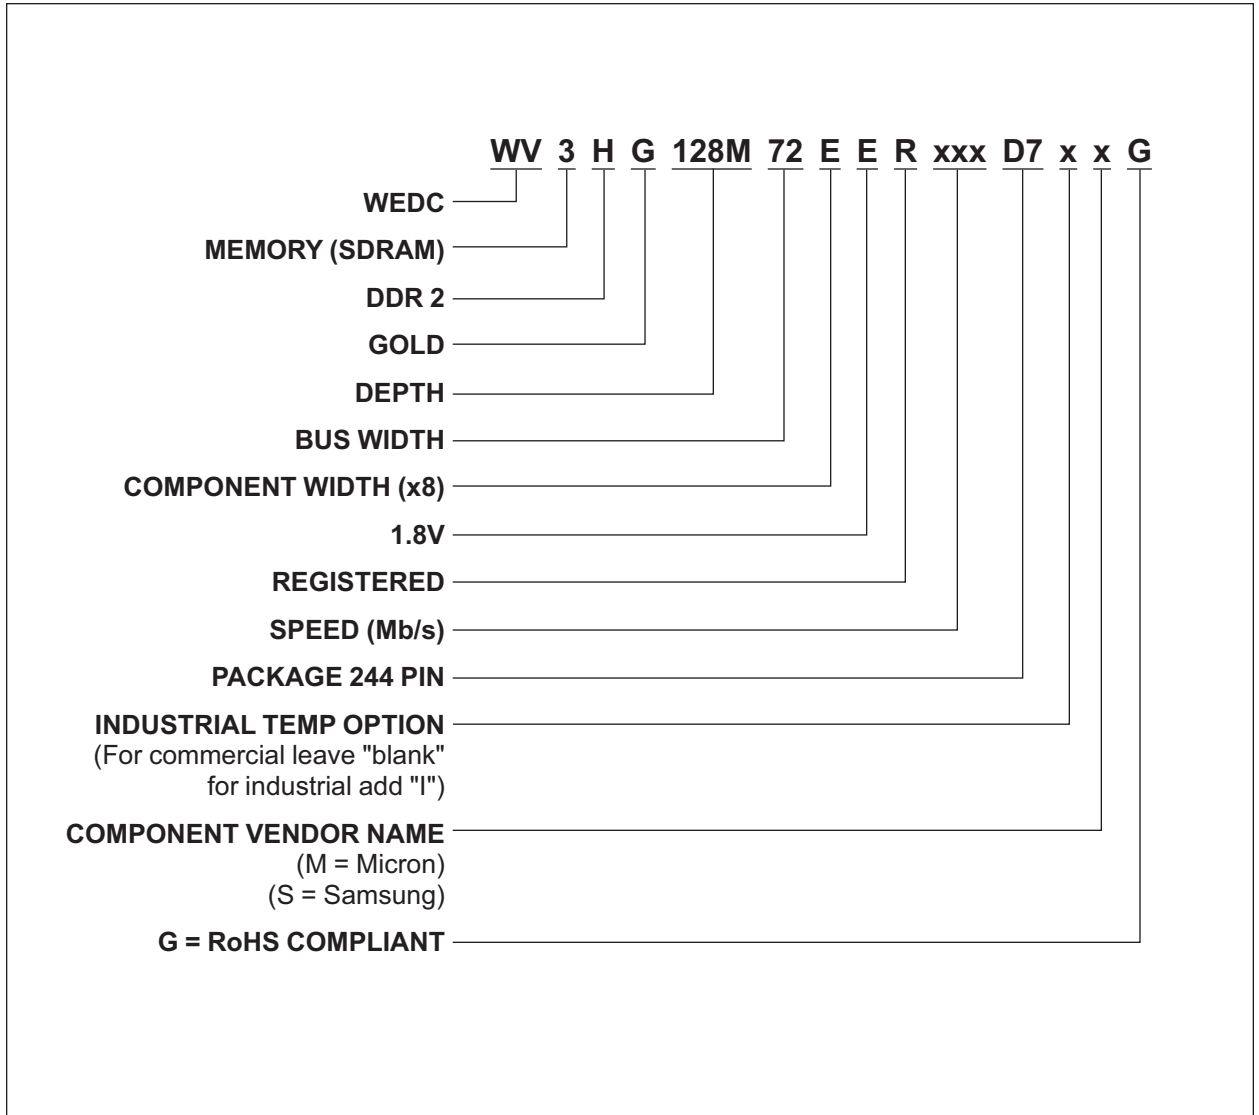 WV 3 H G 128M 72 E E R xxx D7 x x G
WEDC
MEMORY (SDRAM)
DDR 2
GOLD
DEPTH
BUS WIDTH
COMPONENT WIDTH (x8)
1.8V
REGISTERED
SPEED (Mb/s)
PACKAGE 244 PIN
INDUSTRIAL TEMP OPTION
(For commercial leave "blank"
for industrial add "I")
COMPONENT VENDOR NAME
(M = Micron)
(S = Samsung)
G = RoHS COMPLIANT